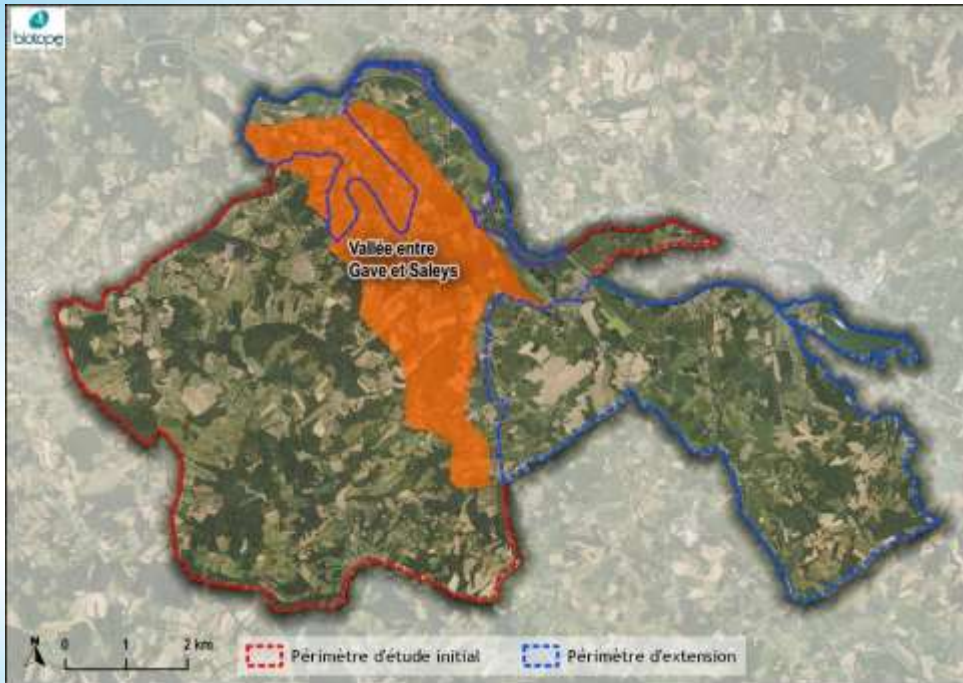 biotope
Vallée entre
Gave et Saleys
N
0 1 2 km
Périmètre d'étude initial
Périmètre d'extension